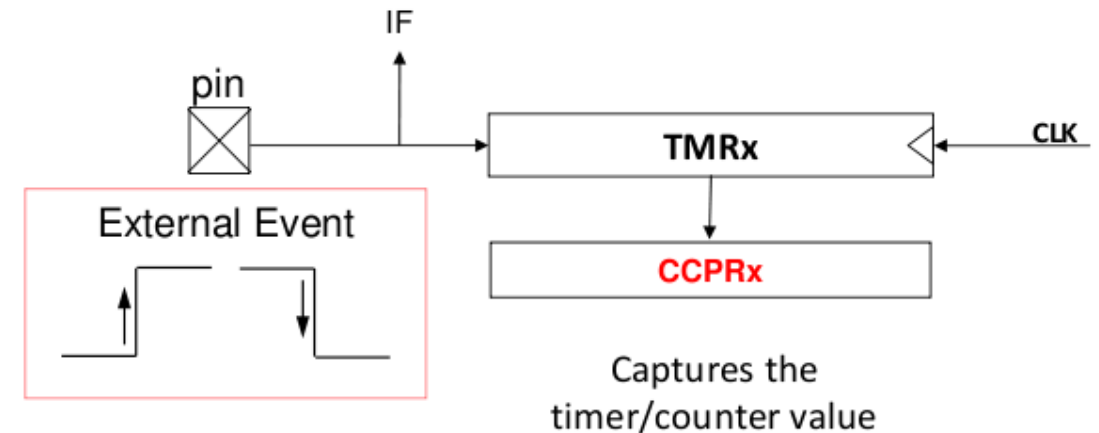 IF
pin
TMRx
CLK
External Event
CCPRx
Captures the
timer/counter value